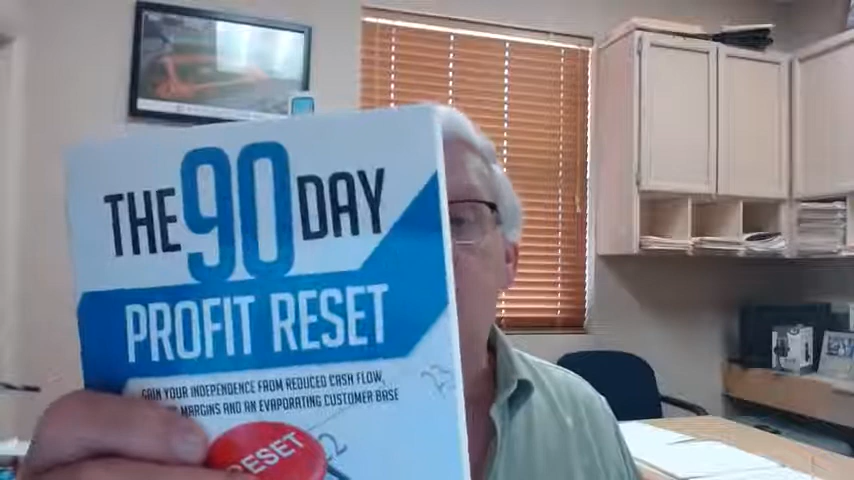 THE 90 DAY
PROFIT RESET
GAIN YOUR INDEPENDENCE FROM REDUCED CASH FLOW,
MARGINS AND AN EVAPORATING CUSTOMER BASE
RESET